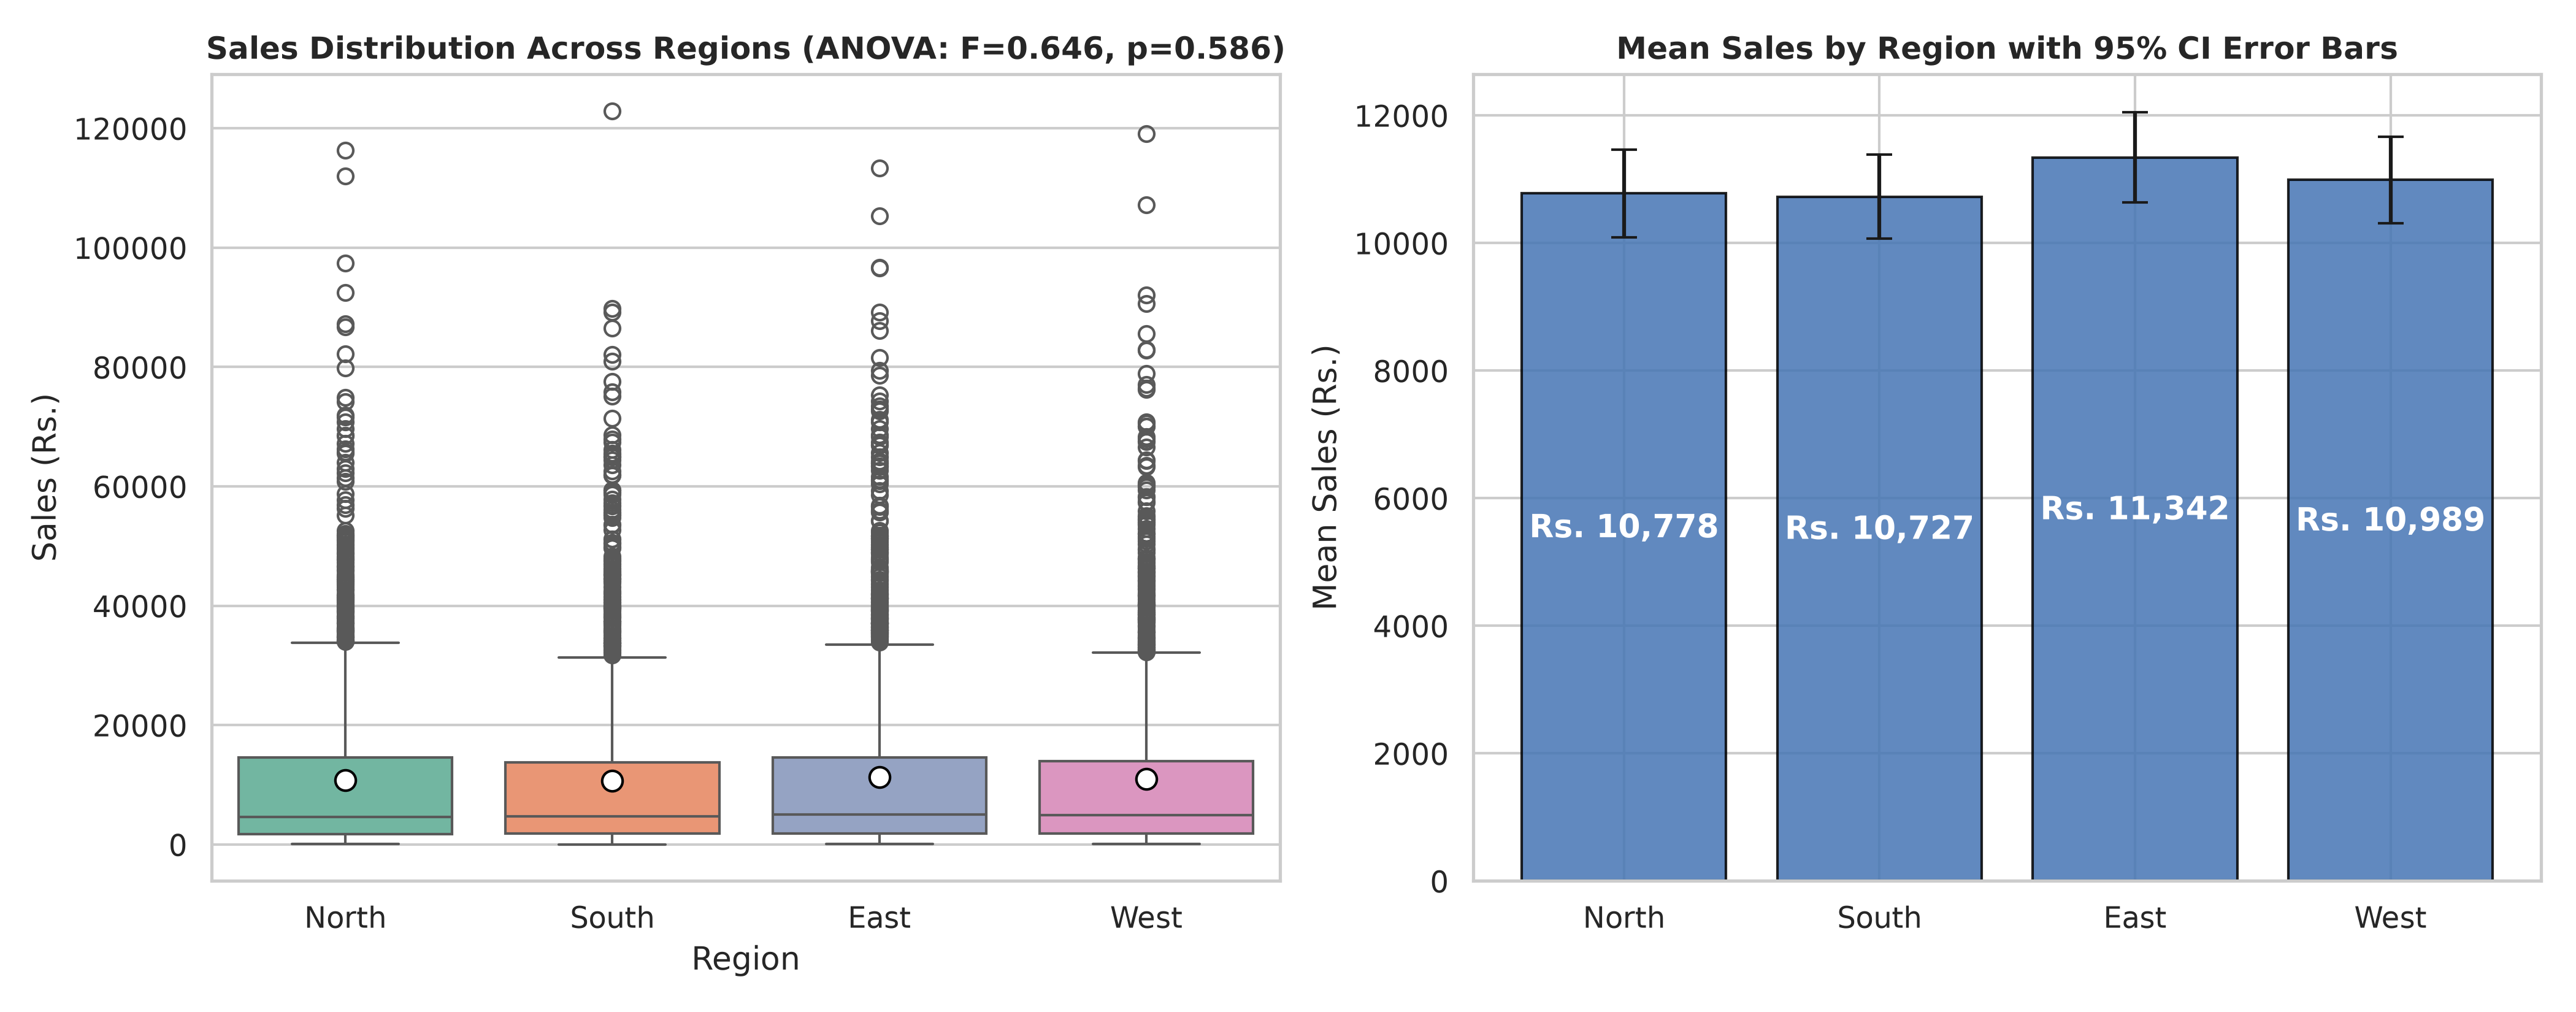 Sales Distribution Across Regions (ANOVA: F=0.646, p=0.586)
Sales (Rs.)
120000
100000
80000
60000
40000
20000
0
North South East West
Region
Mean Sales by Region with 95% CI Error Bars
Mean Sales (Rs.)
12000
10000
8000
6000
4000
2000
0
Rs. 10,778 Rs. 10,727 Rs. 11,342 Rs. 10,989
North South East West